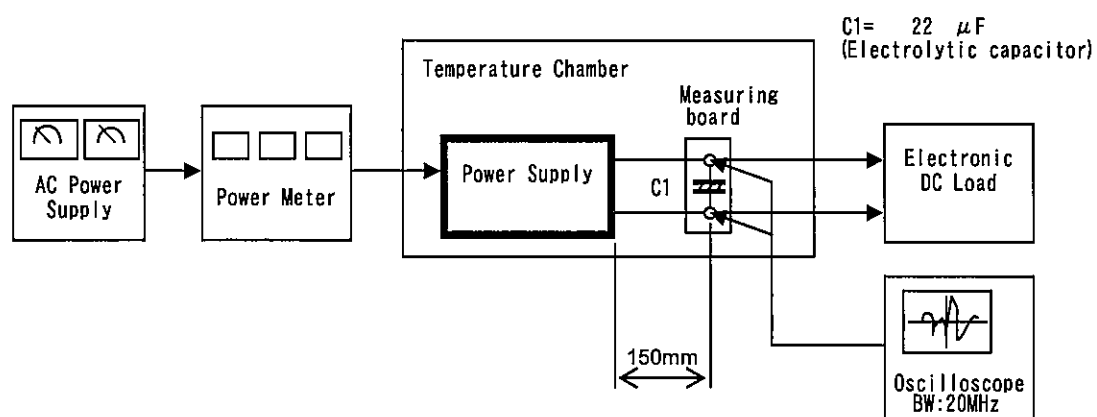 C1= 22 μF
(Electrolytic capacitor)
Temperature Chamber
Measuring
board
AC Power
Supply
Power Meter
Power Supply
C1
Electronic
DC Load
150mm
Oscilloscope
BW:20MHz